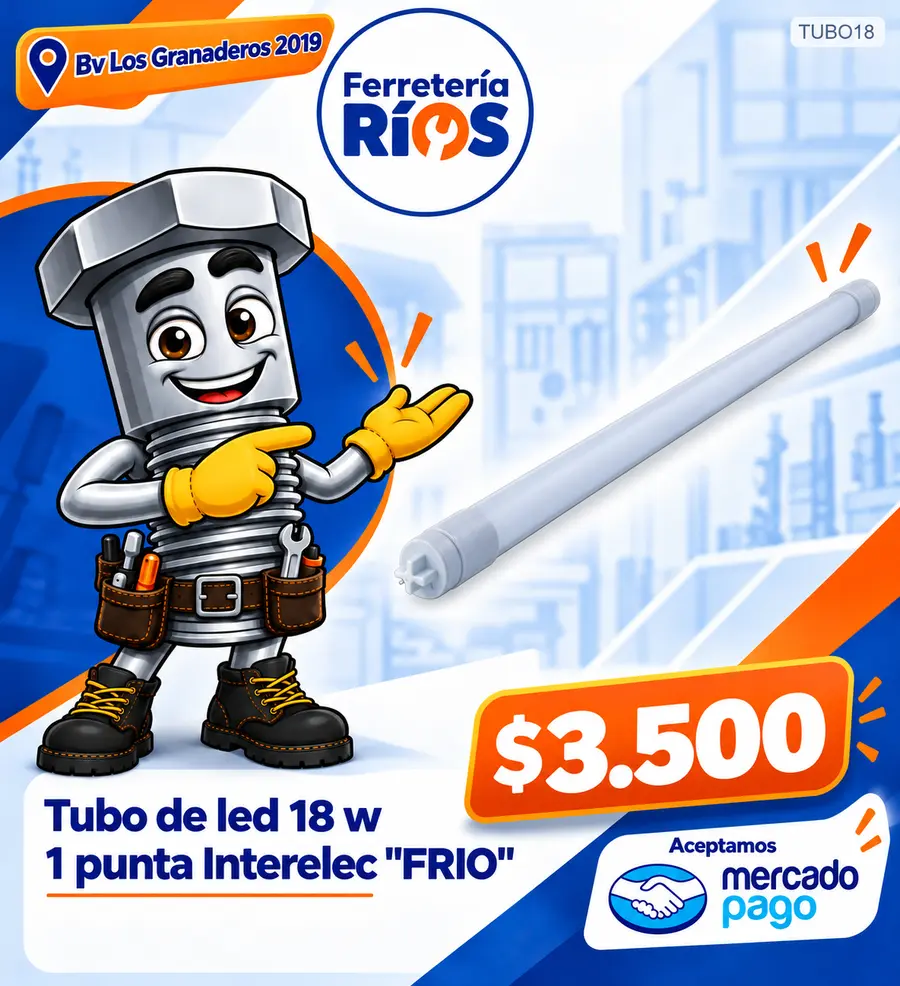 Bv Los Granaderos 2019
Ferretería
RÍOS
TUBO18
$3.500
Tubo de led 18 w
1 punta Interelec "FRIO"
Aceptamos
mercado
pago